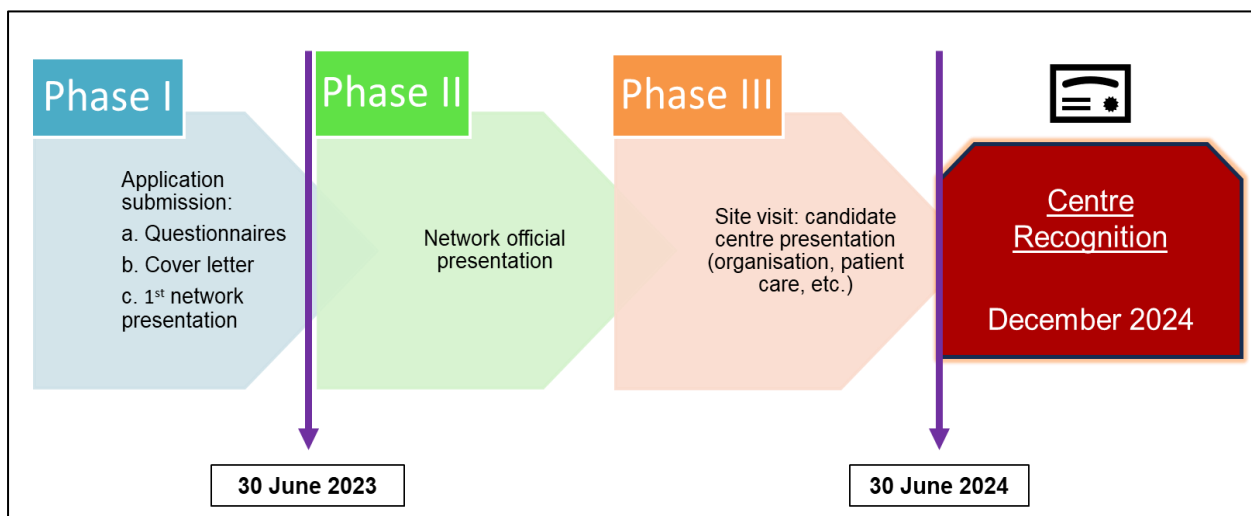 Phase I
Application
submission:
a. Questionnaires
b. Cover letter
c. 1st network
presentation
Phase II
Network official
presentation
Phase III
Site visit: candidate
centre presentation
(organisation, patient
care, etc.)
Centre
Recognition
December 2024
30 June 2023
30 June 2024